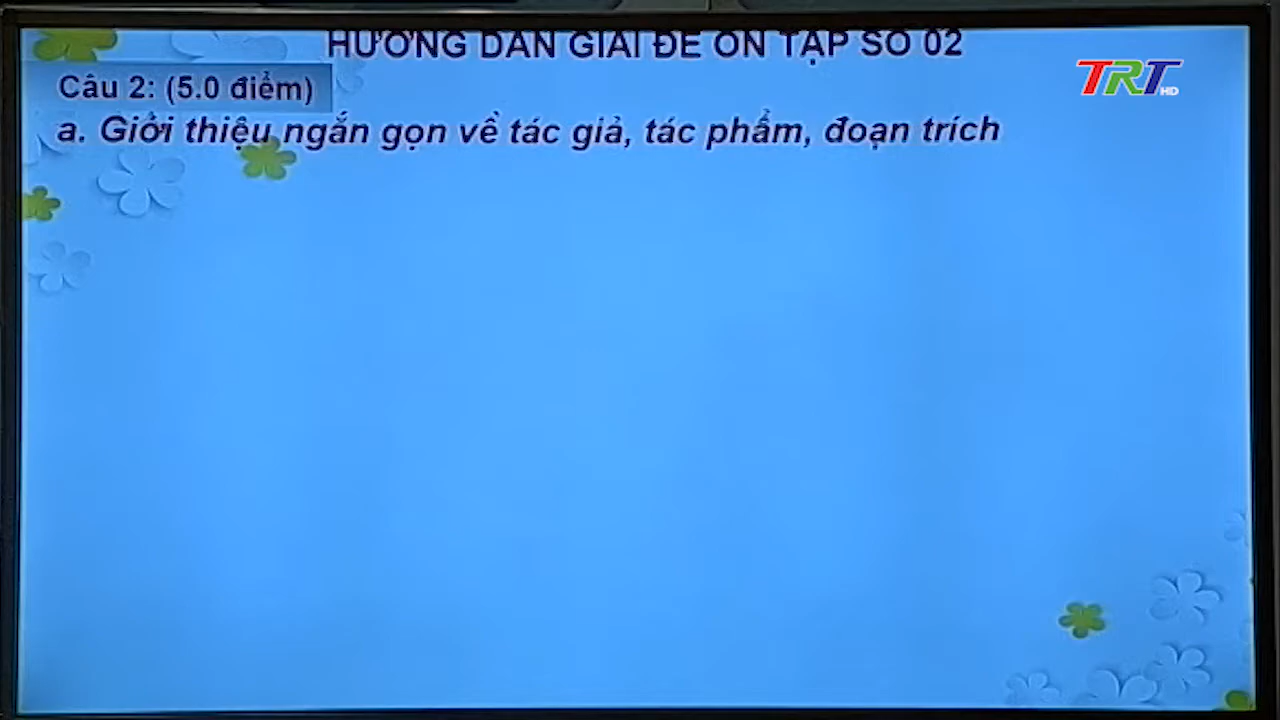 HƯỚNG DẪN GIẢI ĐỀ ÔN TẬP SỐ 02
TRT HD
Câu 2: (5.0 điểm)
a. Giới thiệu ngắn gọn về tác giả, tác phẩm, đoạn trích